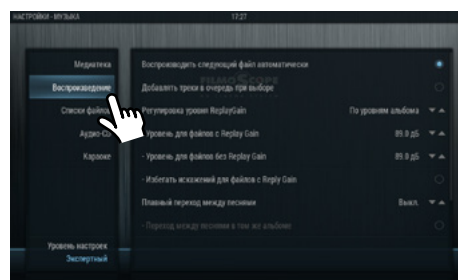 НАСТРОЙКИ - МУЗЫКА
17:27
Медиатека
Воспроизведение
Списки файлов
Аудио-CD
Караоке
Воспроизводить следующий файл автоматически
FILMOSCOPE
Добавлять треки в очередь при выборе
Регулировка уровня ReplayGain По уровням альбома
- Уровень для файлов с Replay Gain 89.0 дБ
- Уровень для файлов без Replay Gain 89.0 дБ
- Избегать искажений для файлов с Reply Gain
Плавный переход между песнями Выкл.
- Переход между песнями в том же альбоме
Уровень настроек
Экспертный